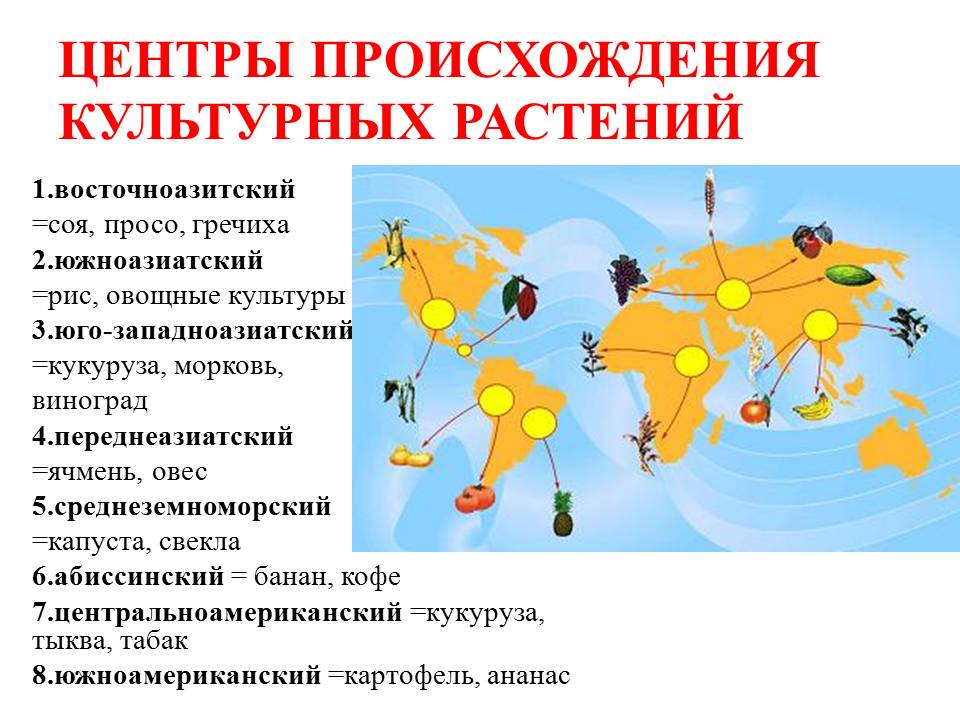 ЦЕНТРЫ ПРОИСХОЖДЕНИЯ
КУЛЬТУРНЫХ РАСТЕНИЙ
1.восточноазитский
=соя, просо, гречиха
2.южноазиатский
=рис, овощные культуры
3.юго-западноазиатский
=кукуруза, морковь,
виноград
4.переднеазиатский
=ячмень, овес
5.среднеземноморский
=капуста, свекла
6.абиссинский = банан, кофе
7.центральноамериканский =кукуруза,
тыква, табак
8.южноамериканский =картофель, ананас